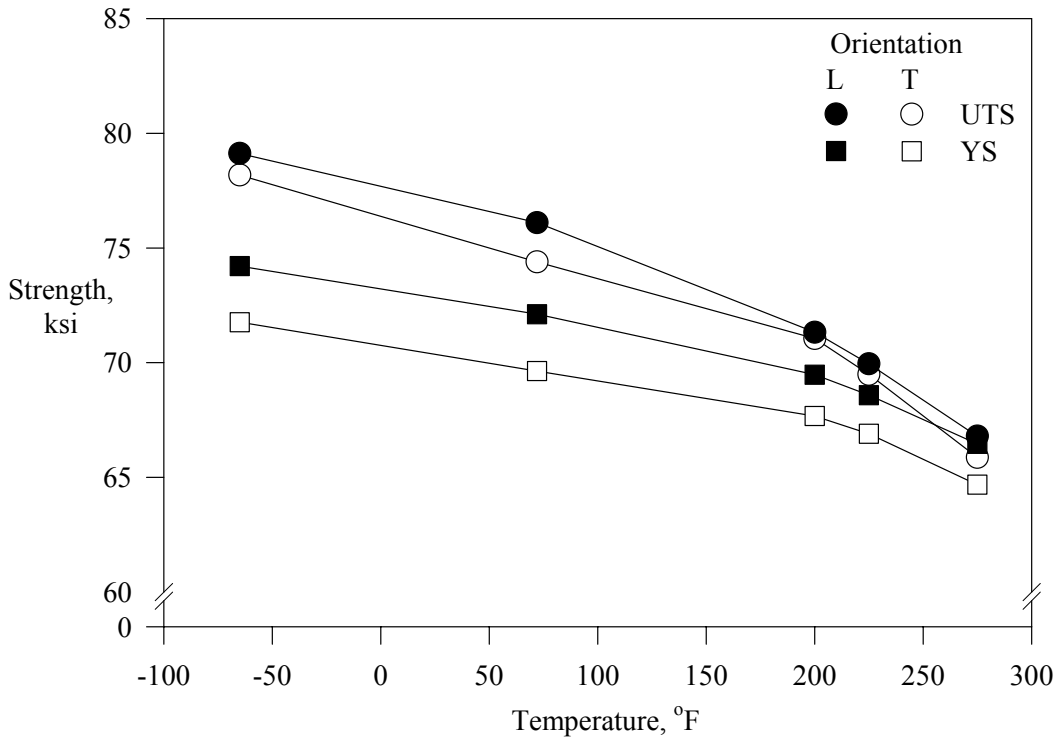 85
80
75
70
65
60
0
Strength,
ksi
Orientation
L T
UTS
YS
-100 -50 0 50 100 150 200 250 300
Temperature, °F